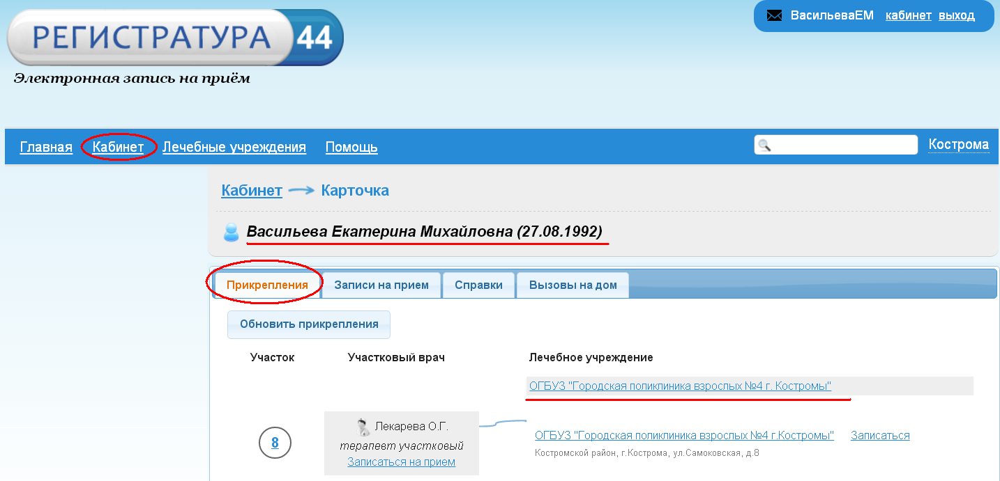 РЕГИСТРАТУРА 44
Электронная запись на приём
ВасильеваЕМ кабинет выход
Главная Кабинет Лечебные учреждения Помощь Кострома
Кабинет Карточка
Васильева Екатерина Михайловна (27.08.1992)
Прикрепления Записи на прием Справки Вызовы на дом
Обновить прикрепления
Участок Участковый врач Лечебное учреждение
ОГБУЗ "Городская поликлиника взрослых №4 г. Костромы"
8
Лекарева О.Г.
терапевт участковый
Записаться на прием
ОГБУЗ "Городская поликлиника взрослых №4 г.Костромы" Записаться
Костромской район, г.Кострома, ул.Самоковская, д.8